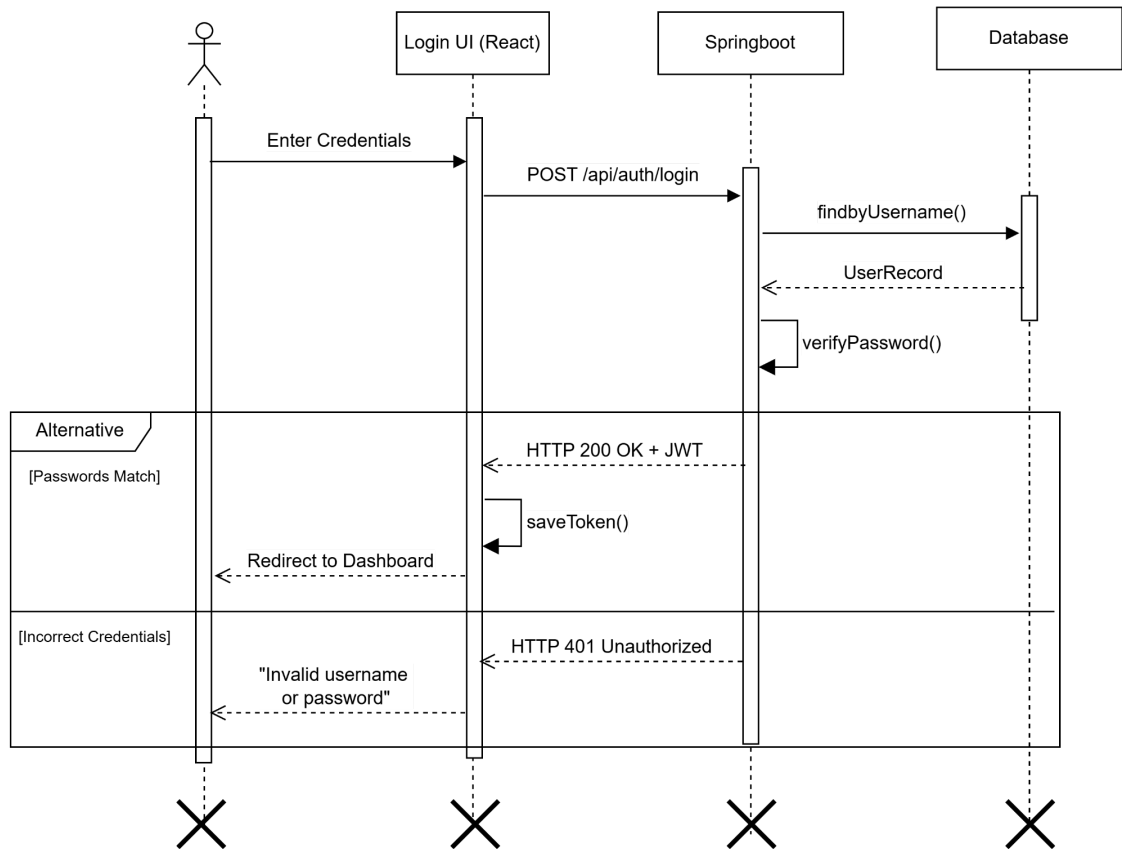 Login UI (React)
Springboot
Database
Enter Credentials
POST /api/auth/login
findbyUsername()
UserRecord
verifyPassword()
Alternative
[Passwords Match]
HTTP 200 OK + JWT
saveToken()
Redirect to Dashboard
[Incorrect Credentials]
HTTP 401 Unauthorized
"Invalid username
or password"